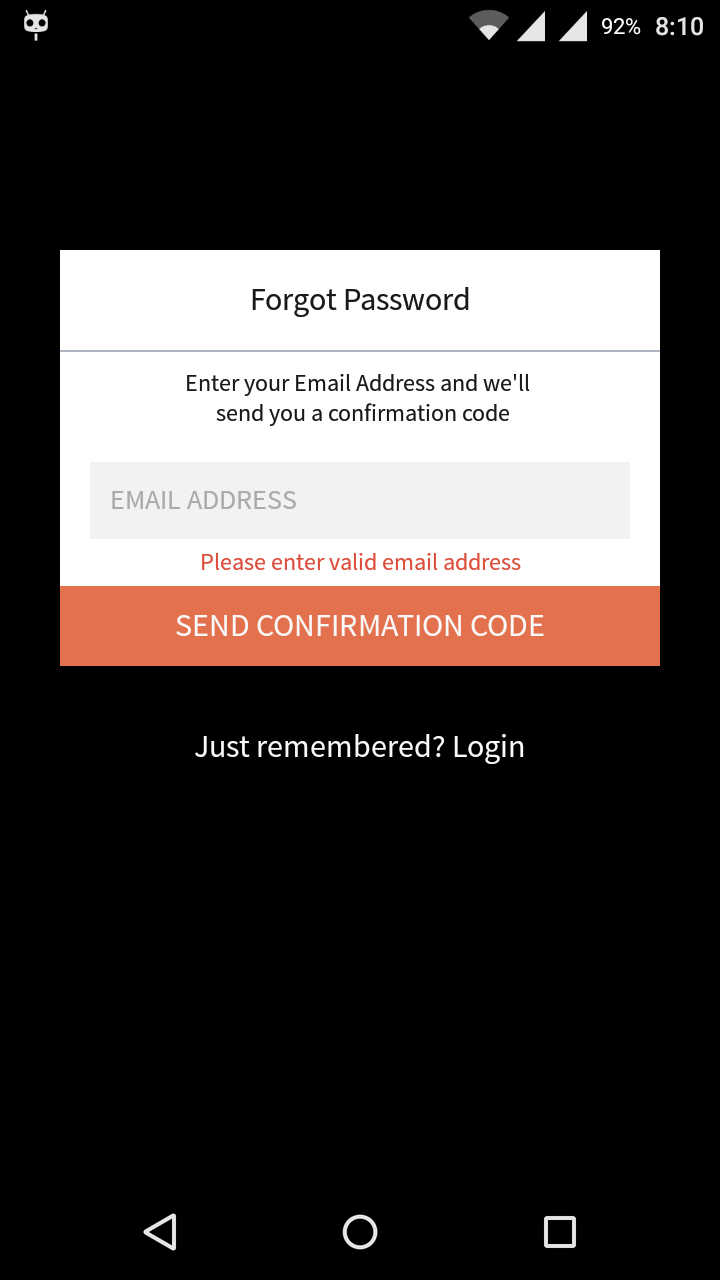 92% 8:10
Forgot Password
Enter your Email Address and we'll
send you a confirmation code
EMAIL ADDRESS
Please enter valid email address
SEND CONFIRMATION CODE
Just remembered? Login